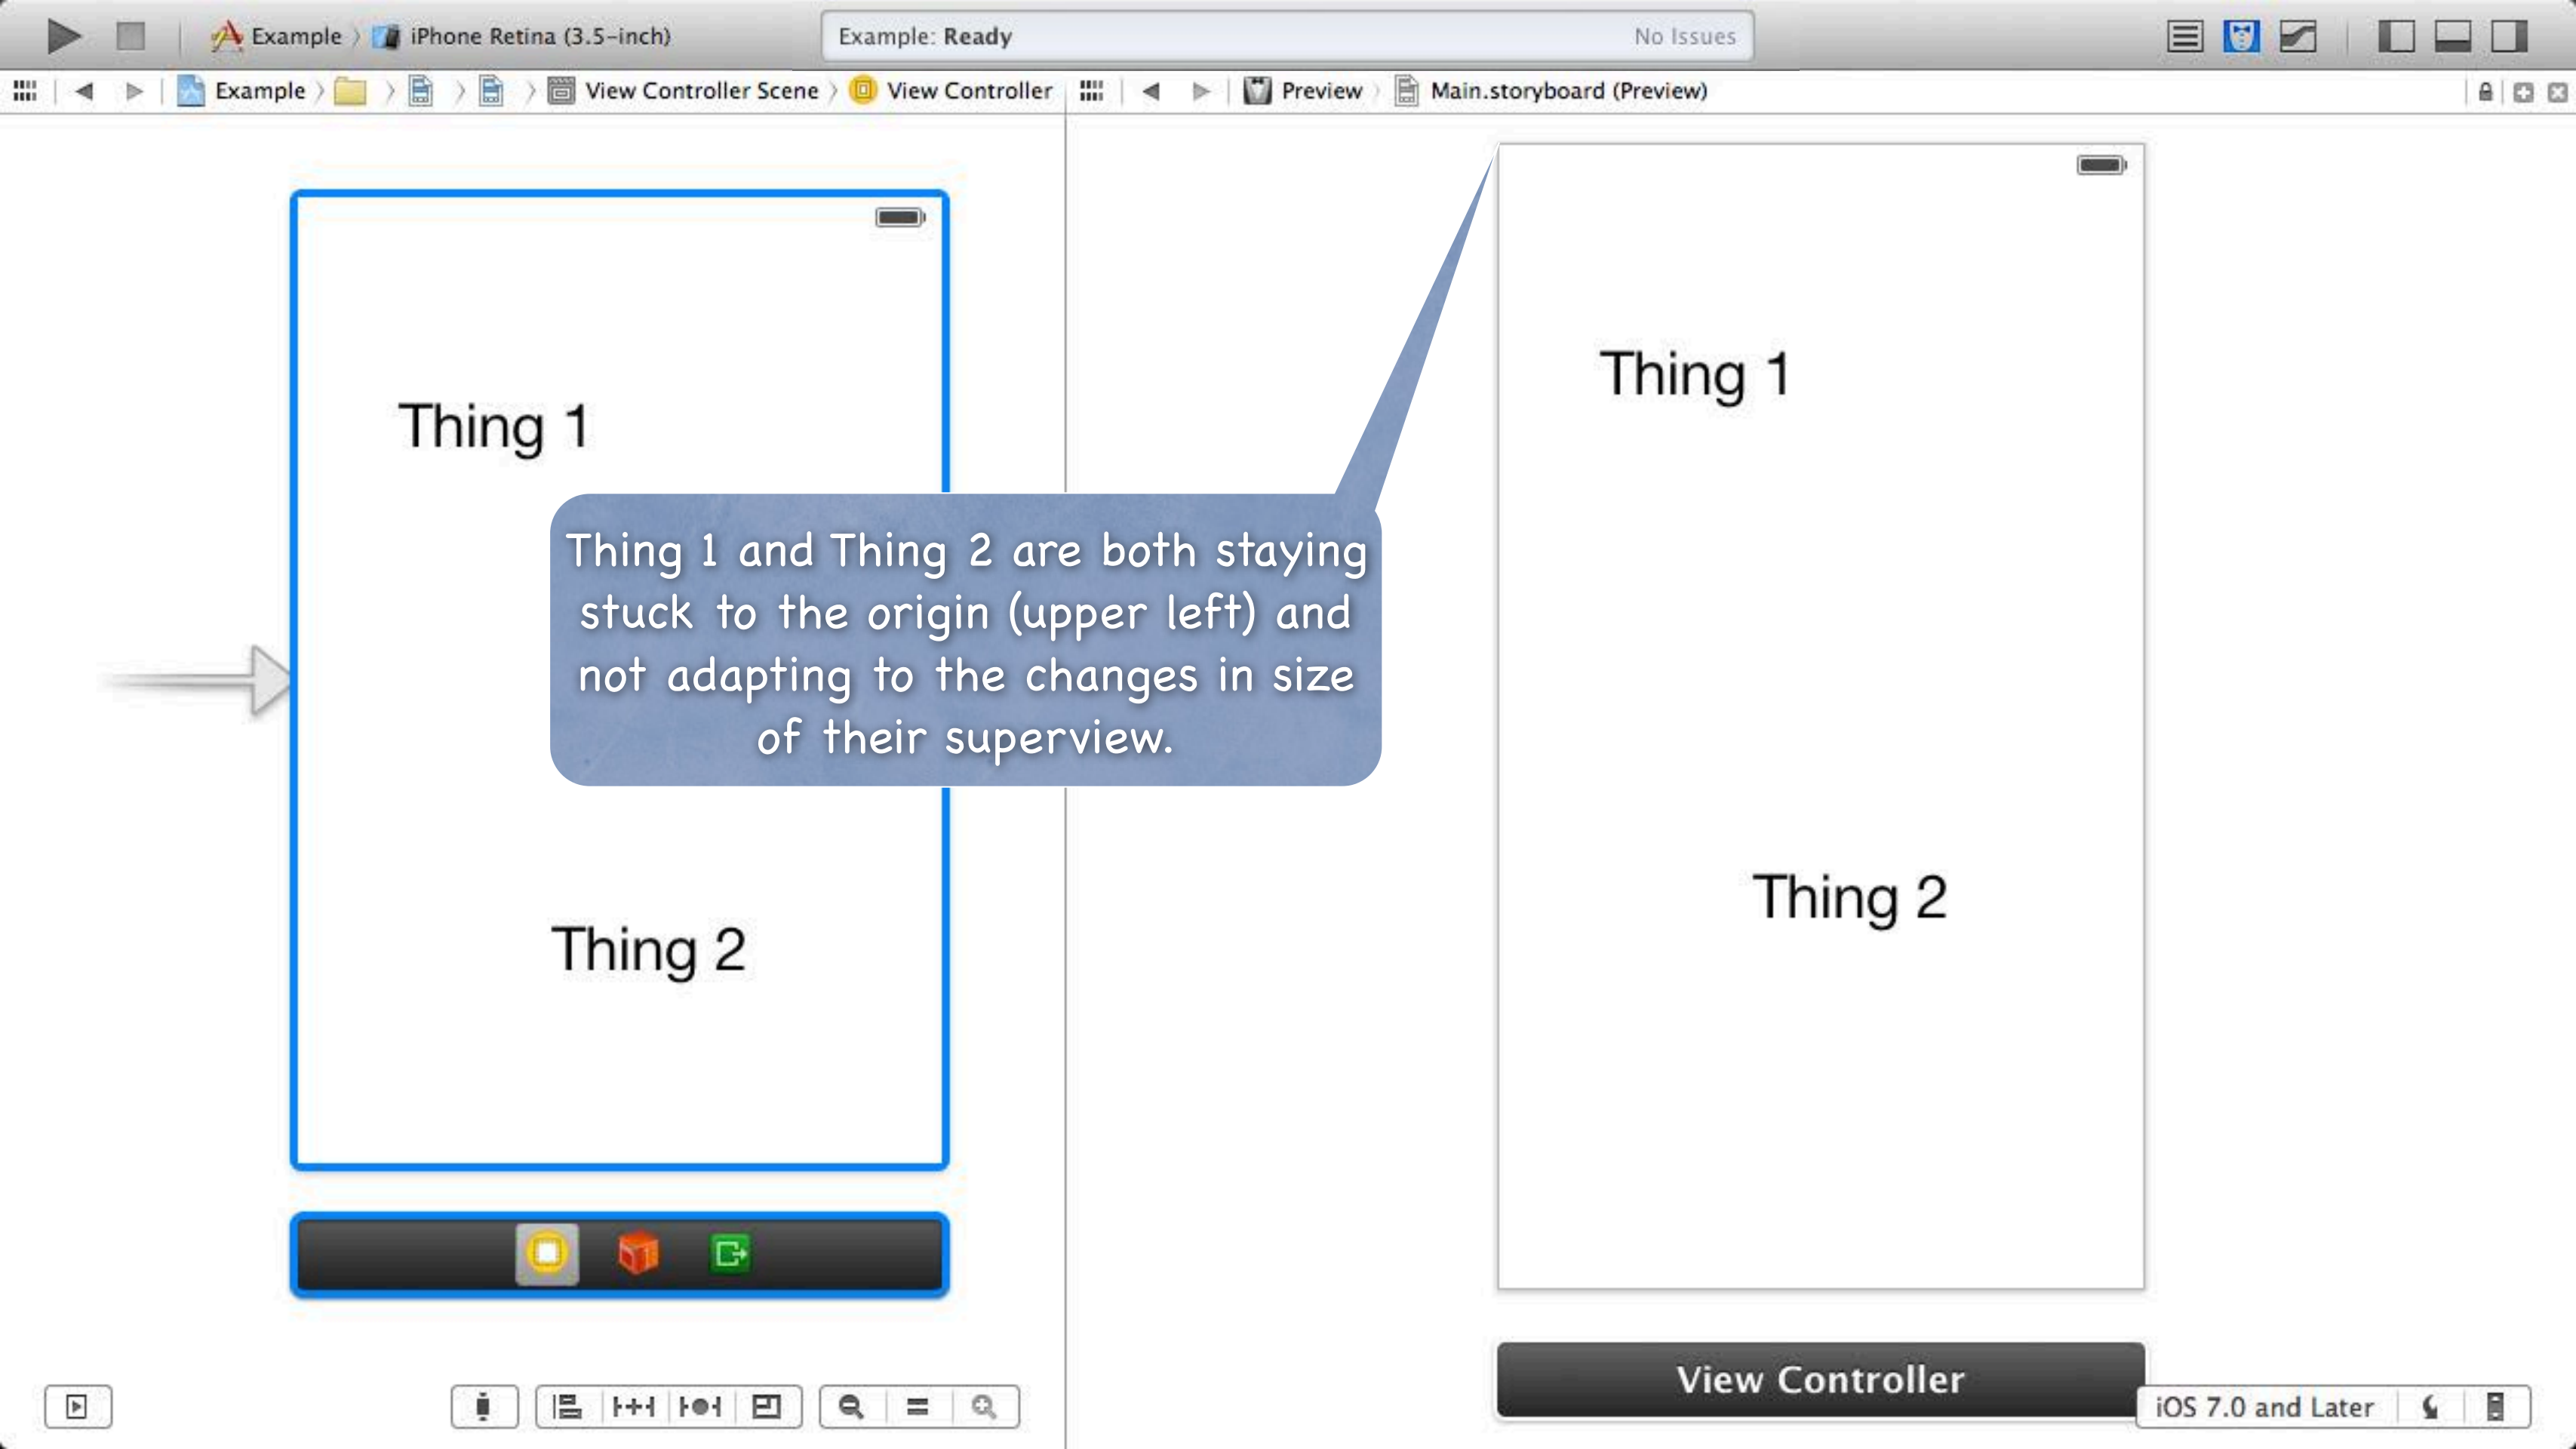 Example
iPhone Retina (3.5-inch)
Example: Ready
No Issues
Example
View Controller Scene
View Controller
Preview
Main.storyboard (Preview)
Thing 1
Thing 2
Thing 1 and Thing 2 are both staying
stuck to the origin (upper left) and
not adapting to the changes in size
of their superview.
Thing 1
Thing 2
View Controller
iOS 7.0 and Later